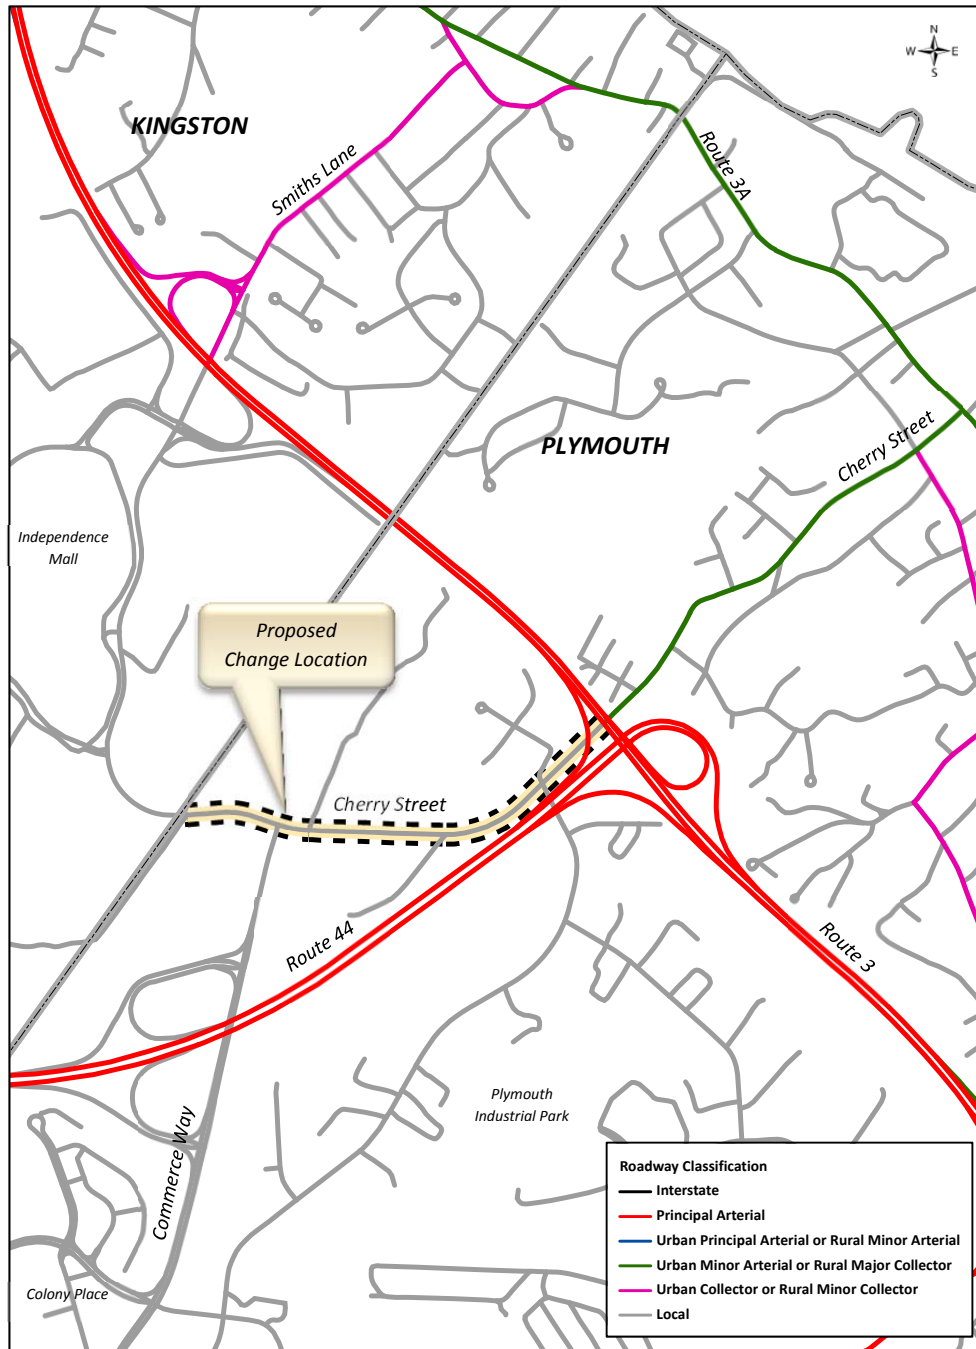 N
W E
S
KINGSTON
Smiths Lane
Route 3A
PLYMOUTH
Cherry Street
Independence
Mall
Proposed
Change Location
Cherry Street
Route 44
Route 3
Plymouth
Industrial Park
Commerce Way
Colony Place
Roadway Classification
Interstate
Principal Arterial
Urban Principal Arterial or Rural Minor Arterial
Urban Minor Arterial or Rural Major Collector
Urban Collector or Rural Minor Collector
Local